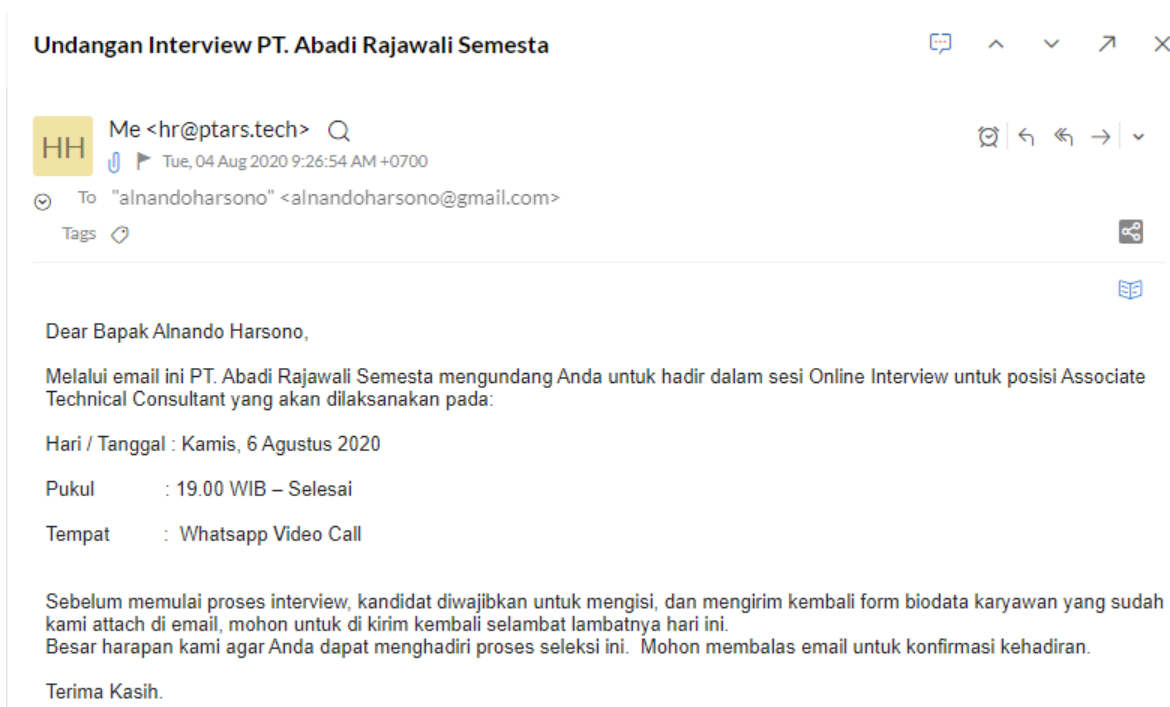 Undangan Interview PT. Abadi Rajawali Semesta
HH
Me <hr@ptars.tech>
Tue, 04 Aug 2020 9:26:54 AM +0700
To "alnandoharsono" <alnandoharsono@gmail.com>
Tags
Dear Bapak Alnando Harsono,
Melalui email ini PT. Abadi Rajawali Semesta mengundang Anda untuk hadir dalam sesi Online Interview untuk posisi Associate
Technical Consultant yang akan dilaksanakan pada:
Hari / Tanggal : Kamis, 6 Agustus 2020
Pukul : 19.00 WIB – Selesai
Tempat : Whatsapp Video Call
Sebelum memulai proses interview, kandidat diwajibkan untuk mengisi, dan mengirim kembali form biodata karyawan yang sudah
kami attach di email, mohon untuk di kirim kembali selambat lambatnya hari ini.
Besar harapan kami agar Anda dapat menghadiri proses seleksi ini. Mohon membalas email untuk konfirmasi kehadiran.
Terima Kasih.